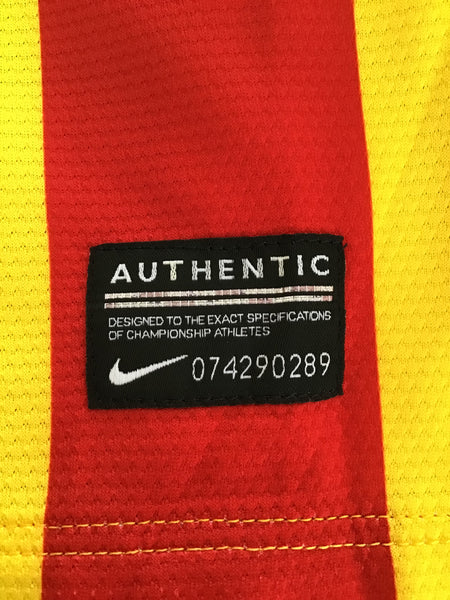 AUTHENTIC
DESIGNED TO THE EXACT SPECIFICATIONS
OF CHAMPIONSHIP ATHLETES
074290289